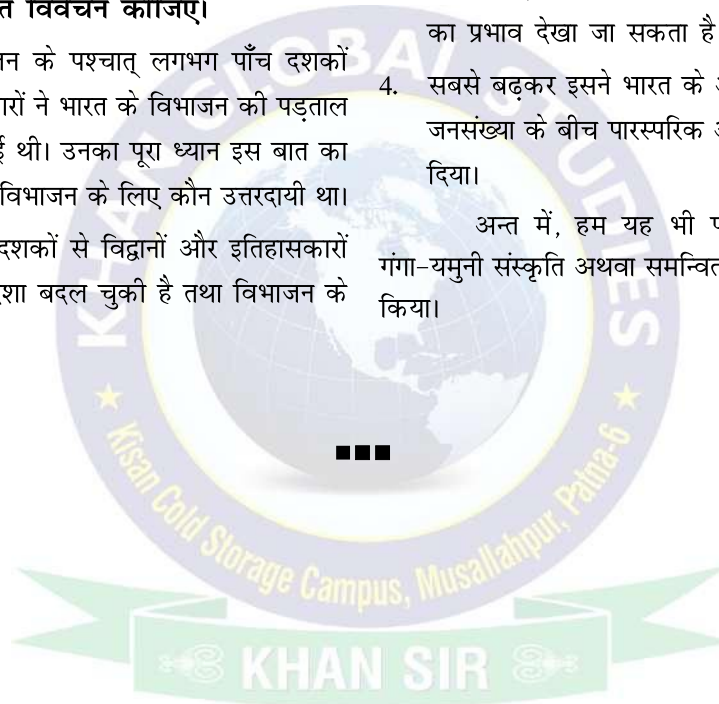 त विवेचन कीजिए।
जन के पश्चात् लगभग पाँच दशकों
कारों ने भारत के विभाजन की पड़ताल
ई थी। उनका पूरा ध्यान इस बात का
विभाजन के लिए कौन उत्तरदायी था।
दशकों से विद्वानों और इतिहासकारों
देशा बदल चुकी है तथा विभाजन के
का प्रभाव देखा जा सकता है
4. सबसे बढ़कर इसने भारत के
जनसंख्या के बीच पारस्परिक
दिया।
अन्त में, हम यह भी
गंगा-यमुनी संस्कृति अथवा समन्वित
किया।
KHAN GLOBAL STUDIES
Kisan Cold Storage Campus, Musallahpur, Patna-6
KHAN SIR